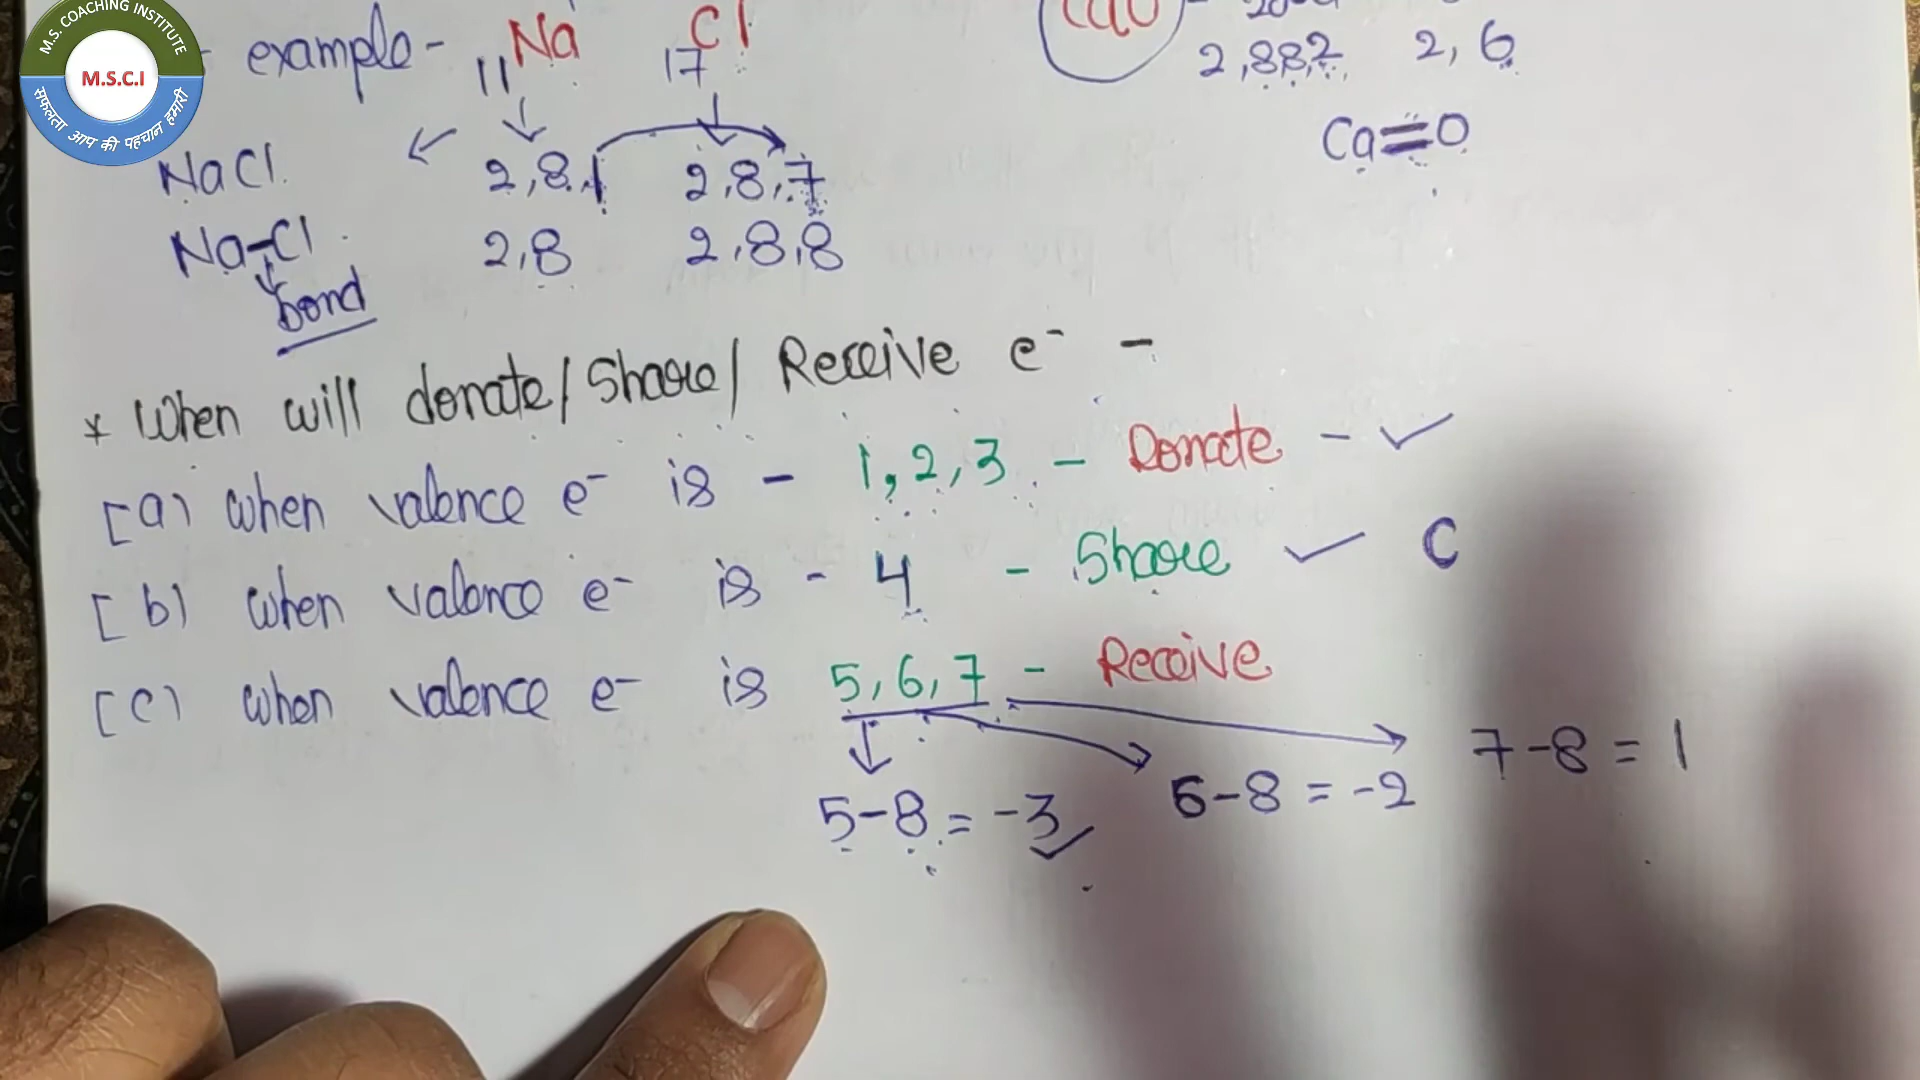 M.S. COACHING INSTITUTE
M.S.C.I
सफलता आप की पहचान हमारी
example- 11Na 17Cl
2,8,8,2 2,6
Ca=O
NaCl 2,8,1 2,8,7
Na-Cl 2,8 2,8,8
bond
* When will donate/Share/Receive e⁻ -
[a) when valence e⁻ is - 1,2,3 - Donate - ✓
[b) when valence e⁻ is - 4 - Share ✓ C
[c) when valence e⁻ is 5,6,7 - Receive
5-8 = -3 6-8 = -2 7-8 = 1